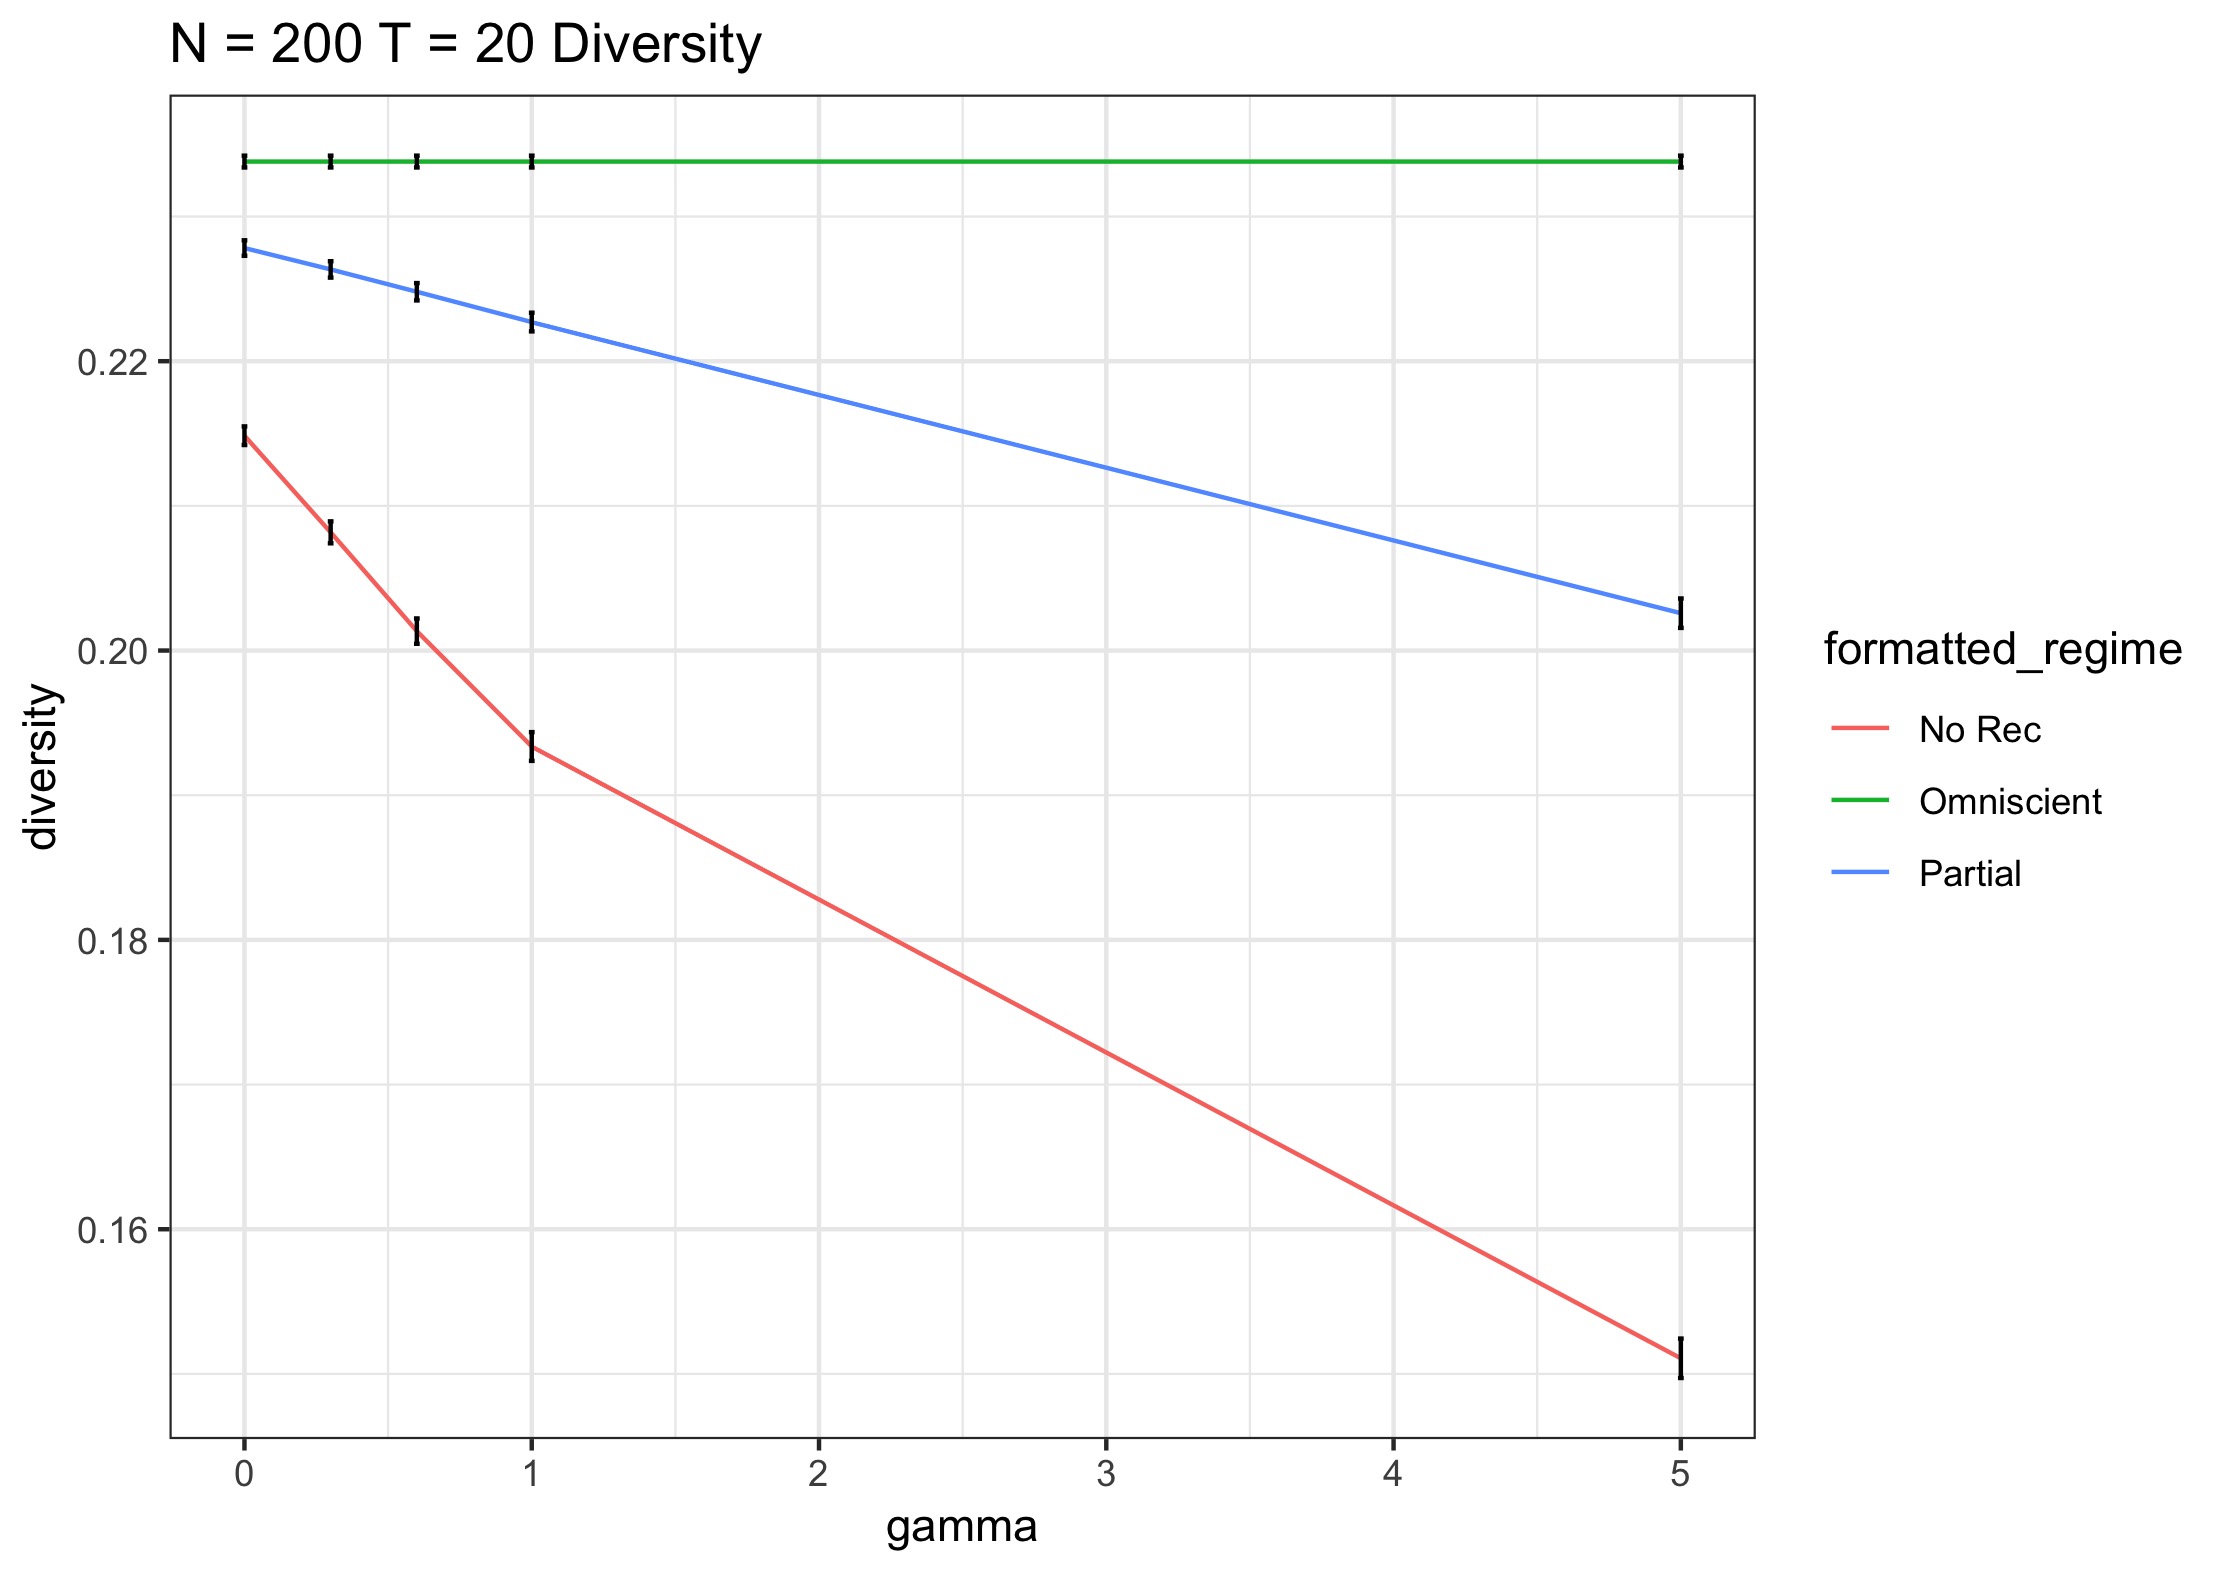 N = 200 T = 20 Diversity
0.22
0.20
0.18
0.16
diversity
0 1 2 3 4 5
gamma
formatted_regime
No Rec
Omniscient
Partial